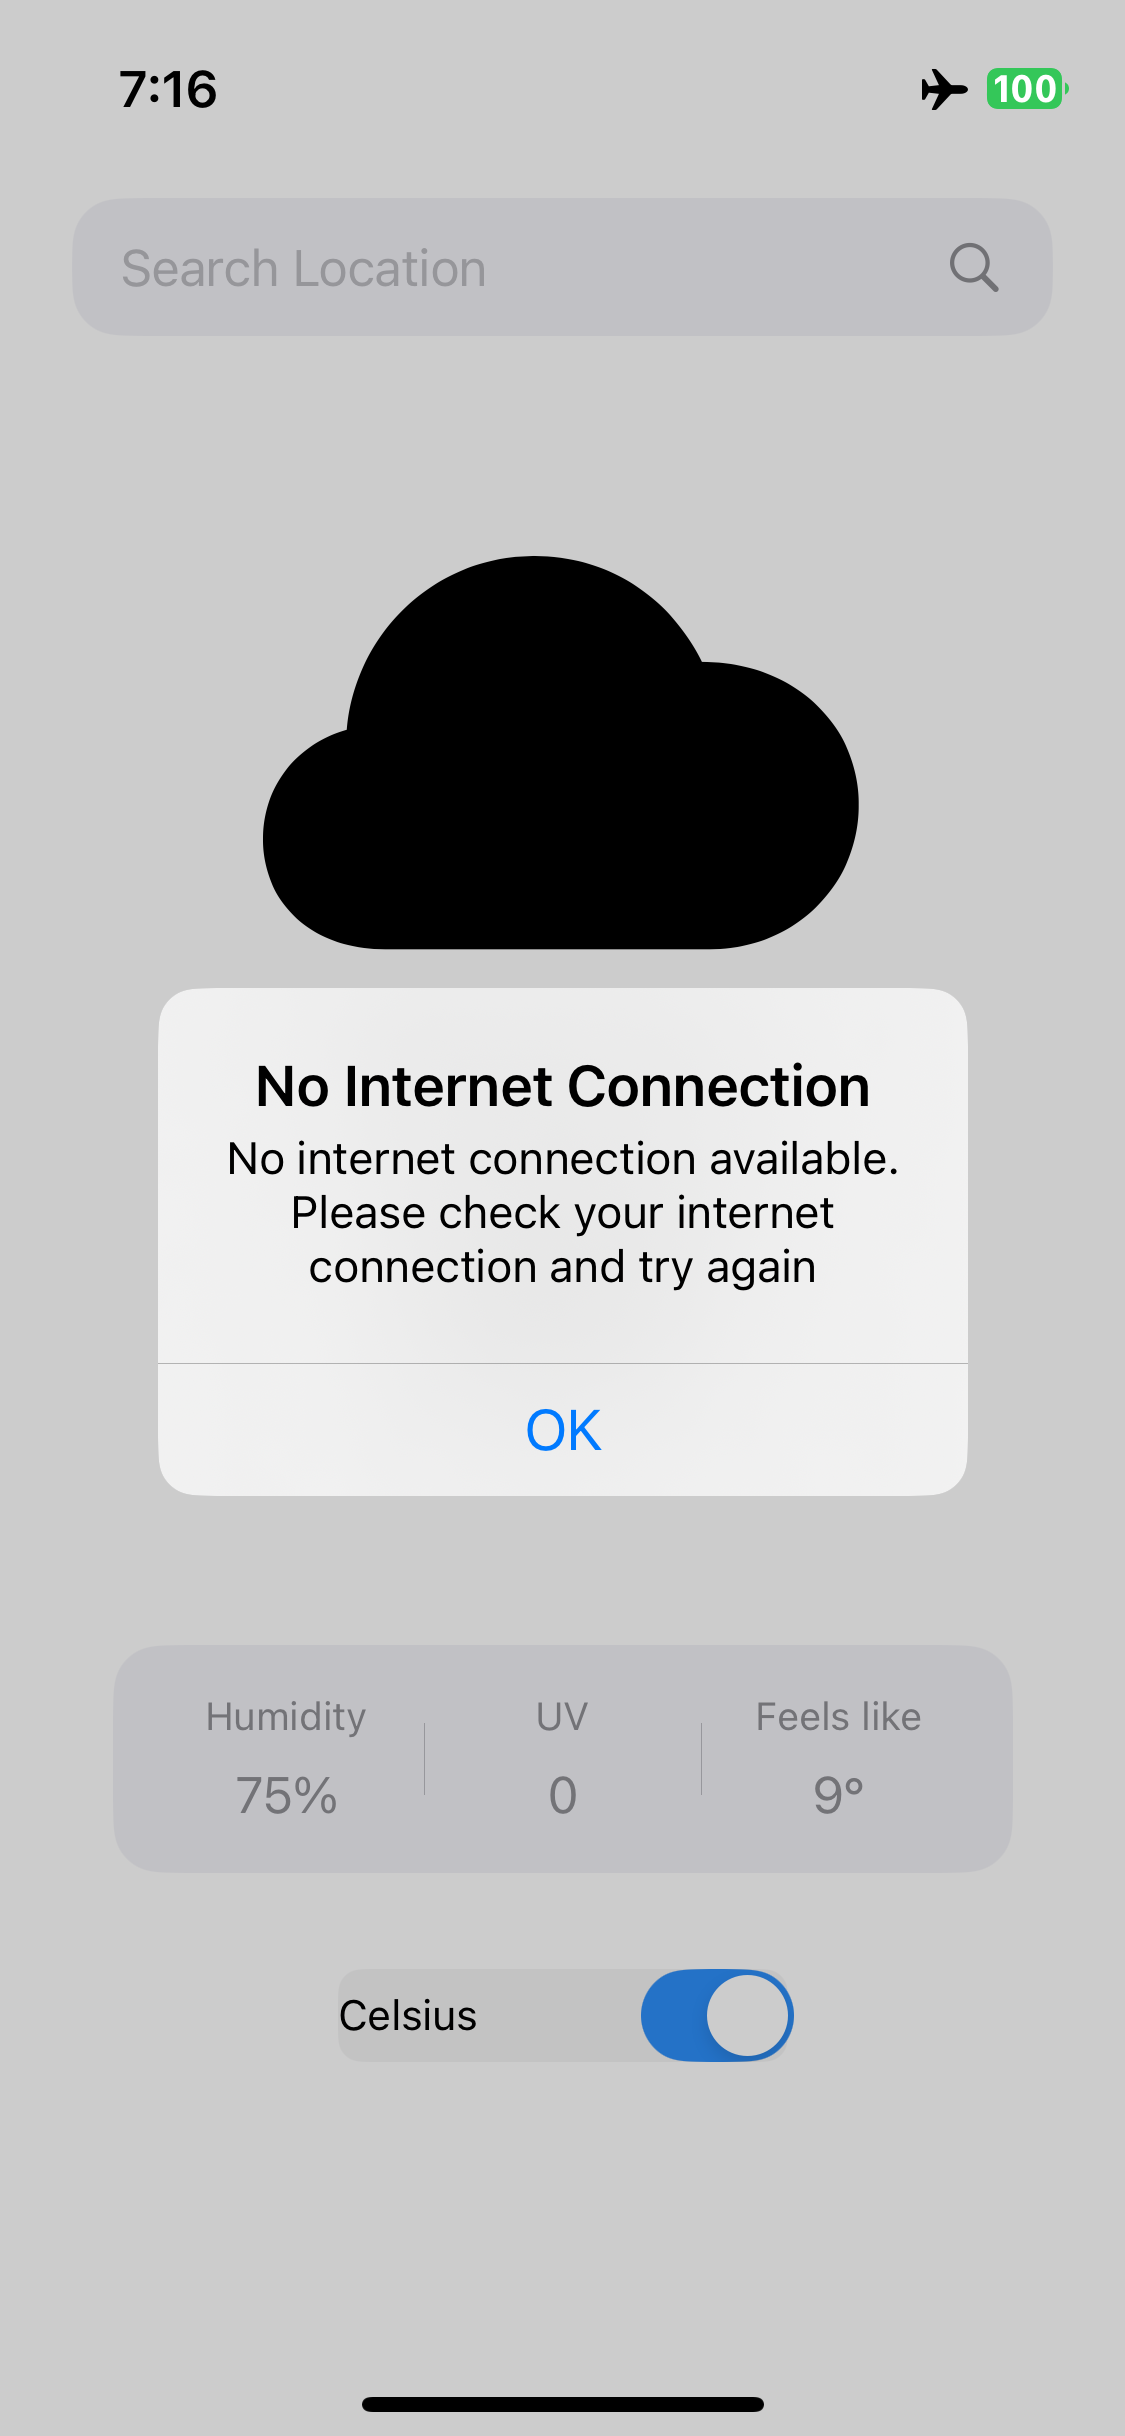 7:16
100
Search Location
No Internet Connection
No internet connection available.
Please check your internet
connection and try again
OK
Humidity UV Feels like
75% 0 9°
Celsius